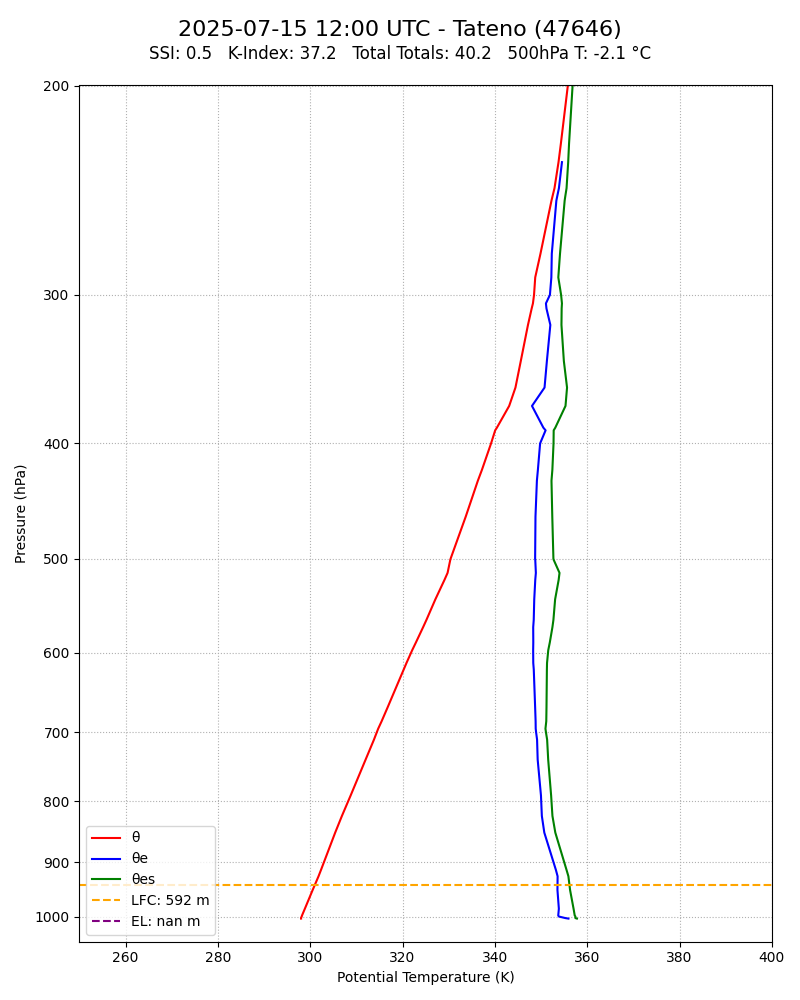 2025-07-15 12:00 UTC - Tateno (47646)
SSI: 0.5 K-Index: 37.2 Total Totals: 40.2 500hPa T: -2.1 °C
200
300
400
500
600
700
800
900
1000
Pressure (hPa)
θ
θe
θes
LFC: 592 m
EL: nan m
260
280
300
320
340
360
380
400
Potential Temperature (K)